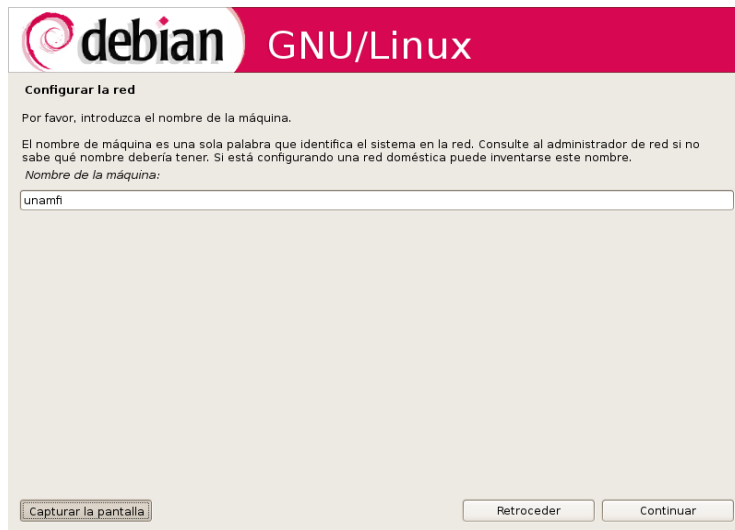 debian GNU/Linux
Configurar la red
Por favor, introduzca el nombre de la máquina.
El nombre de máquina es una sola palabra que identifica el sistema en la red. Consulte al administrador de red si no
sabe qué nombre debería tener. Si está configurando una red doméstica puede inventarse este nombre.
Nombre de la máquina:
unamfi
Capturar la pantalla Retroceder Continuar